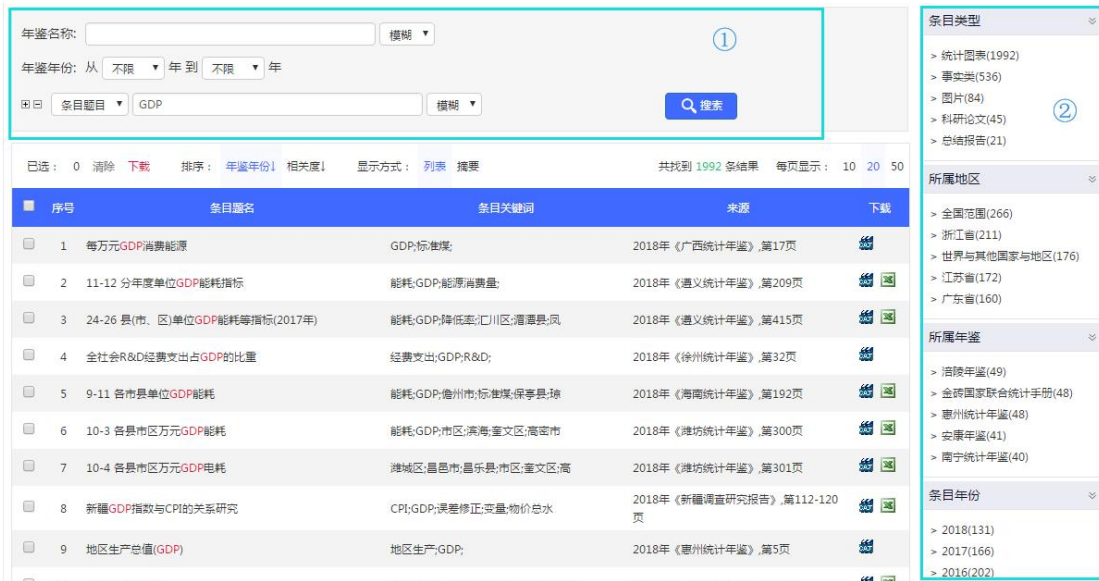 年鉴名称: 模糊 ▼
①
年鉴年份: 从 不限 ▼ 年 到 不限 ▼ 年
条目题目 ▼ GDP 模糊 ▼ 搜索
已选： 0 清除 下载 排序： 年鉴年份↓ 相关度↓ 显示方式： 列表 摘要 共找到 1992 条结果 每页显示： 10 20 50
序号 条目题名 条目关键词 来源 下载
1 每万元GDP消费能源 GDP;标准煤; 2018年《广西统计年鉴》,第17页
2 11-12 分年度单位GDP能耗指标 能耗;GDP;能源消费量; 2018年《遵义统计年鉴》,第209页
3 24-26 县(市、区)单位GDP能耗等指标(2017年) 能耗;GDP;降低率;汇川区;湄潭县;凤 2018年《遵义统计年鉴》,第415页
4 全社会R&D经费支出占GDP的比重 经费支出;GDP;R&D; 2018年《徐州统计年鉴》,第32页
5 9-11 各市县单位GDP能耗 能耗;GDP;儋州市;标准煤;保亭县;琼 2018年《海南统计年鉴》,第192页
6 10-3 各县市区万元GDP能耗 能耗;GDP;市区;滨海;奎文区;高密市 2018年《潍坊统计年鉴》,第300页
7 10-4 各县市区万元GDP电耗 潍城区;昌邑市;昌乐县;市区;奎文区;高 2018年《潍坊统计年鉴》,第301页
8 新疆GDP指数与CPI的关系研究 CPI;GDP;误差修正;变量;物价总水 2018年《新疆调查研究报告》,第112-120
页
9 地区生产总值(GDP) 地区生产;GDP; 2018年《惠州统计年鉴》,第5页
条目类型
> 统计图表(1992)
> 事实类(536)
> 图片(84)
②
> 科研论文(45)
> 总结报告(21)
所属地区
> 全国范围(266)
> 浙江省(211)
> 世界与其他国家与地区(176)
> 江苏省(172)
> 广东省(160)
所属年鉴
> 涪陵年鉴(49)
> 金砖国家联合统计手册(48)
> 惠州统计年鉴(48)
> 安康年鉴(41)
> 南宁统计年鉴(40)
条目年份
> 2018(131)
> 2017(166)
> 2016(202)